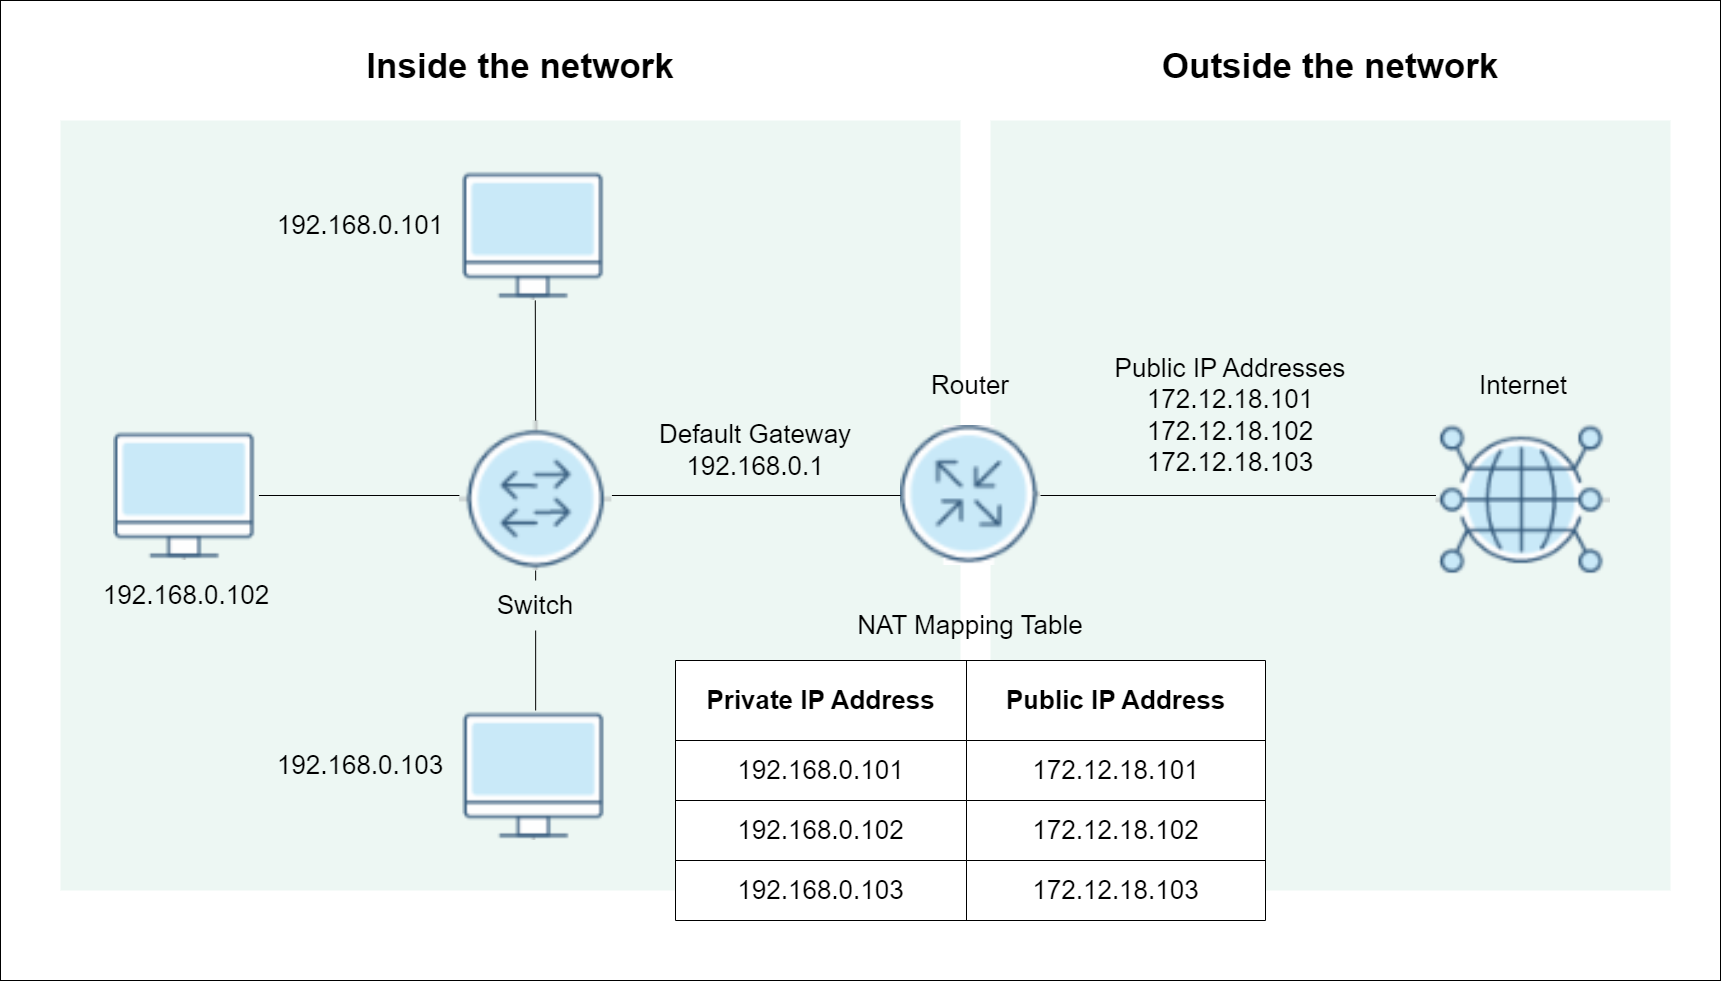 Inside the network
Outside the network
192.168.0.101
Public IP Addresses
172.12.18.101
172.12.18.102
172.12.18.103
Router
Internet
Default Gateway
192.168.0.1
192.168.0.102
Switch
NAT Mapping Table
Private IP Address Public IP Address
192.168.0.101 172.12.18.101
192.168.0.102 172.12.18.102
192.168.0.103 172.12.18.103
192.168.0.103